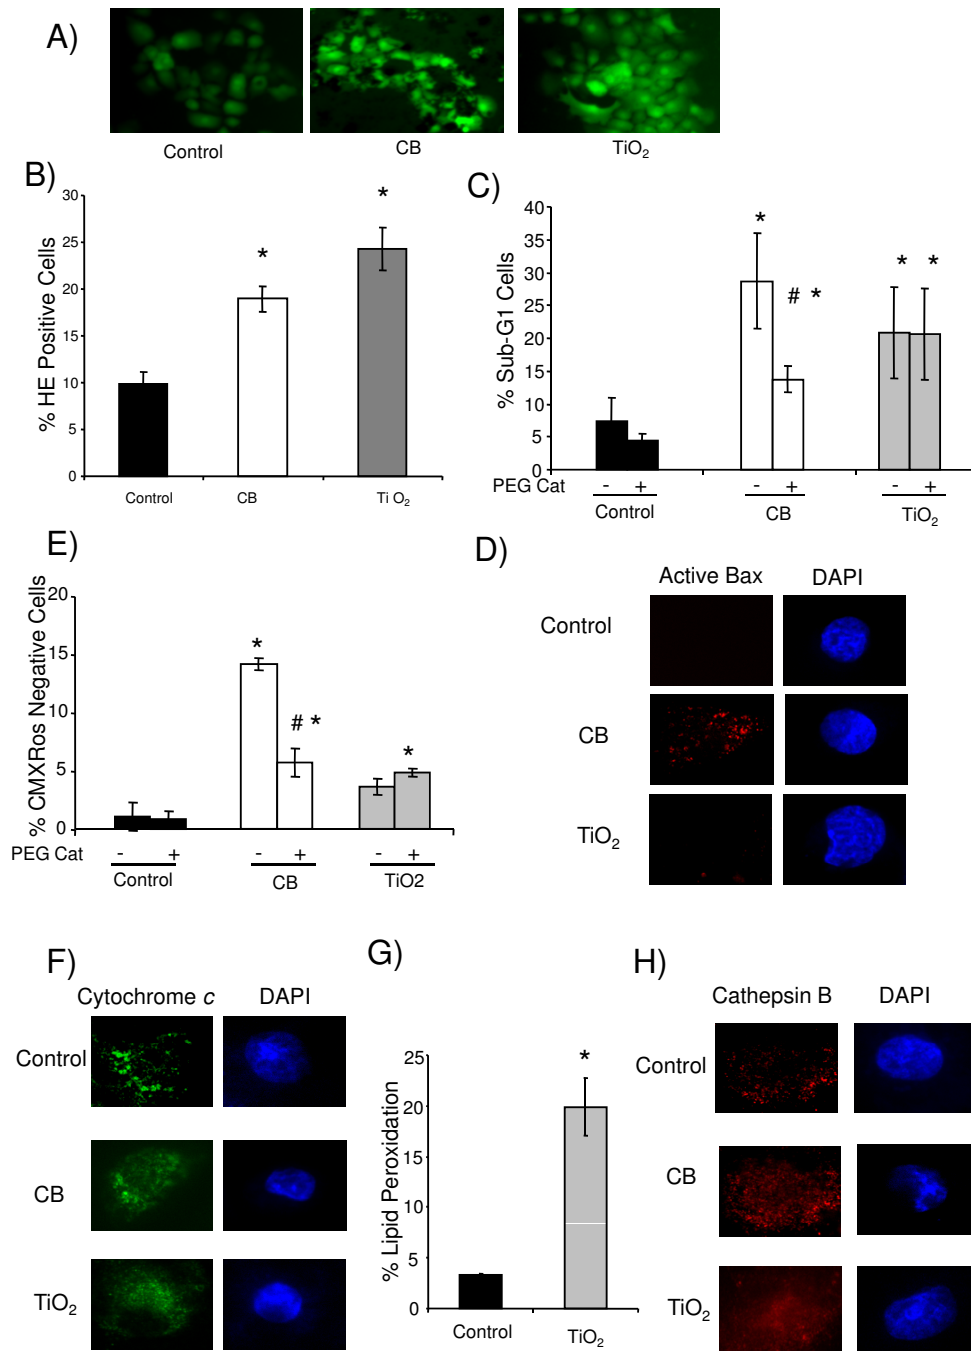 A)
Control
CB
TiO2
B)
% HE Positive Cells
30
25
20
15
10
5
0
*
*
Control
CB
Ti O2
C)
% Sub-G1 Cells
40
35
30
25
20
15
10
5
0
*
# *
* *
PEG Cat - + - + - +
Control
CB
TiO2
E)
% CMXRos Negative Cells
20
15
10
5
0
*
# *
*
PEG Cat - + - + - +
Control
CB
TiO2
D)
Active Bax
DAPI
Control
CB
TiO2
F)
Cytochrome c
DAPI
Control
CB
TiO2
G)
% Lipid Peroxidation
25
20
15
10
5
0
*
Control
TiO2
H)
Cathepsin B
DAPI
Control
CB
TiO2